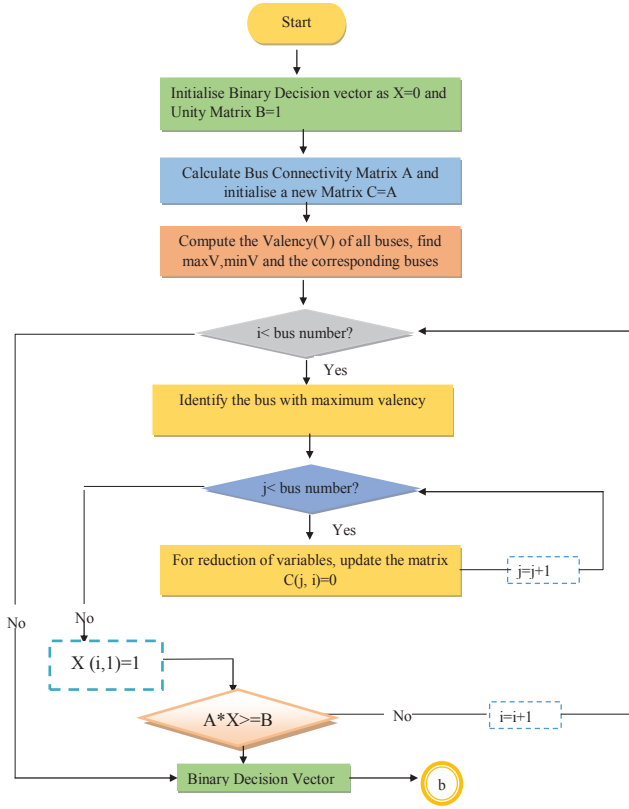 Start
Initialise Binary Decision vector as X=0 and
Unity Matrix B=1
Calculate Bus Connectivity Matrix A and
initialise a new Matrix C=A
Compute the Valency(V) of all buses, find
maxV,minV and the corresponding buses
i< bus number?
Yes
Identify the bus with maximum valency
j< bus number?
Yes
For reduction of variables, update the matrix
C(j, i)=0
j=j+1
No
No
X (i,1)=1
A*X>=B
No
i=i+1
Binary Decision Vector
b